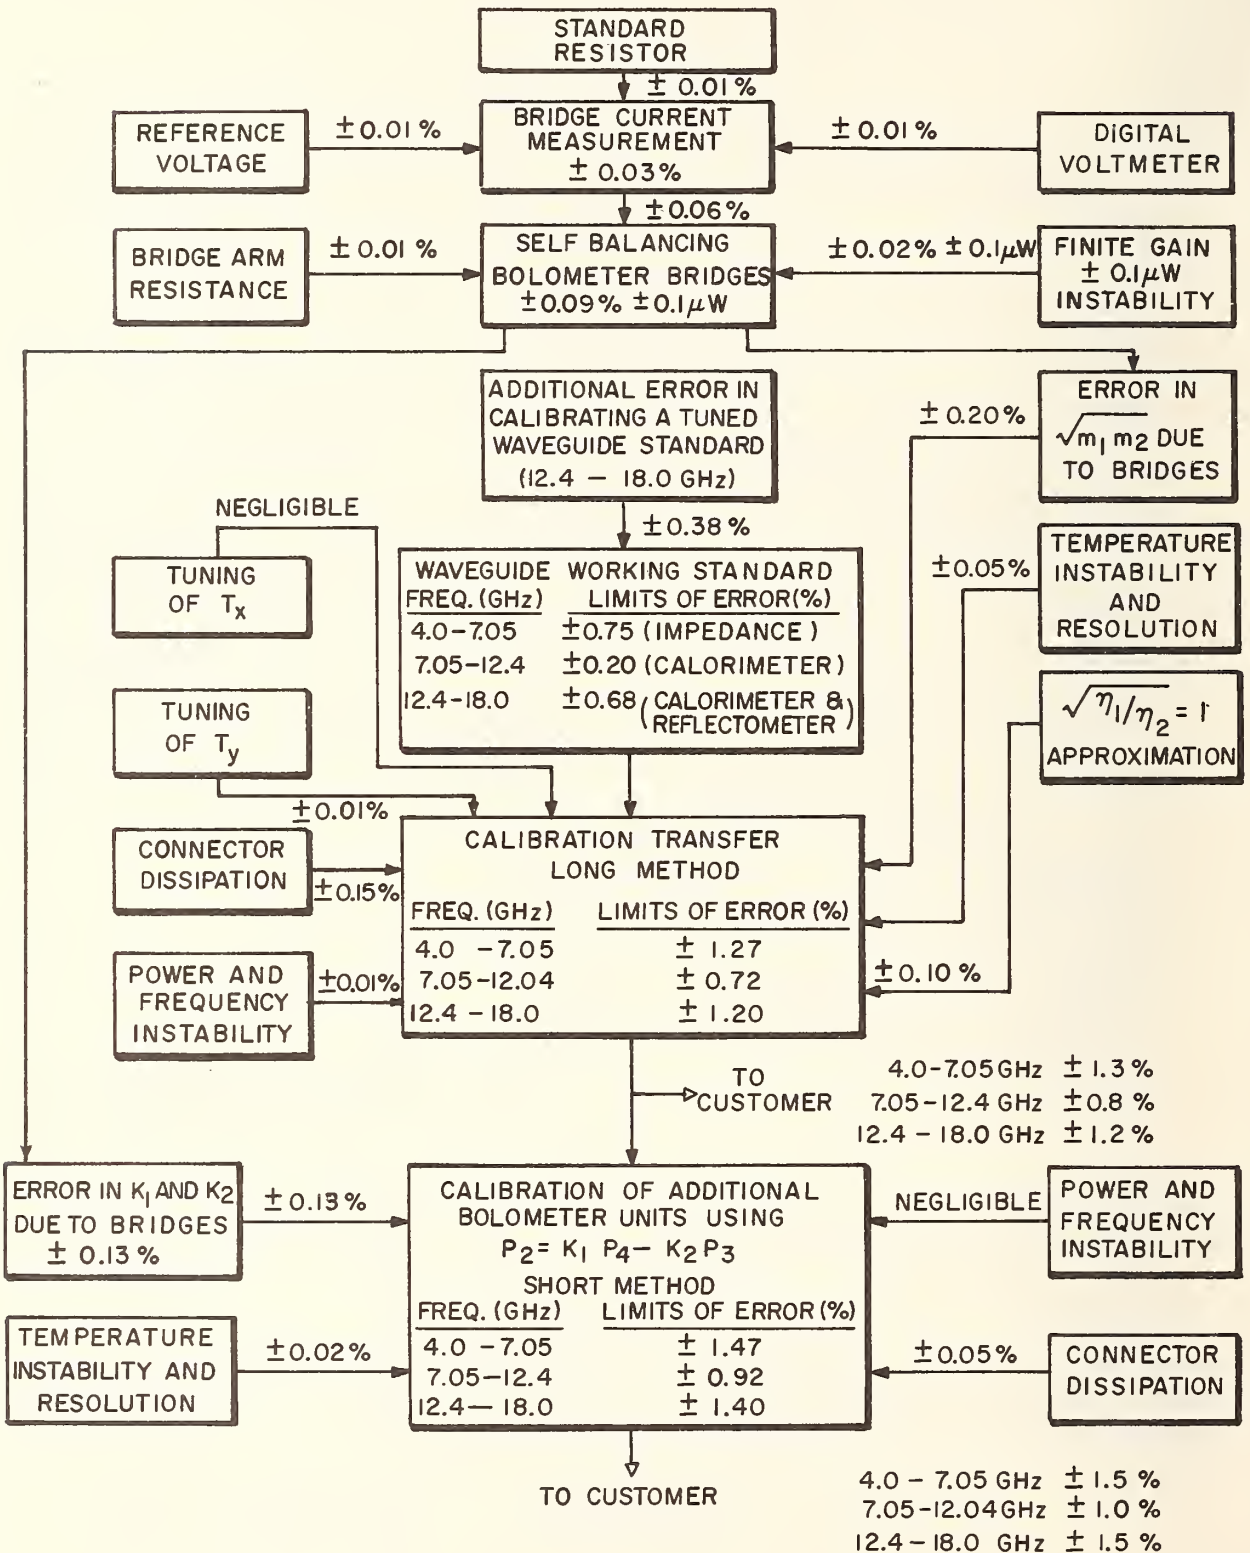 STANDARD
RESISTOR
± 0.01%
REFERENCE
VOLTAGE
±0.01%
BRIDGE CURRENT
MEASUREMENT
± 0.03%
±0.01%
DIGITAL
VOLTMETER
±0.06%
BRIDGE ARM
RESISTANCE
±0.01%
SELF BALANCING
BOLOMETER BRIDGES
±0.09% ±0.1μW
±0.02% ±0.1μW
FINITE GAIN
± 0.1μW
INSTABILITY
ADDITIONAL ERROR IN
CALIBRATING A TUNED
WAVEGUIDE STANDARD
(12.4 – 18.0 GHz)
±0.20%
ERROR IN
√m₁ m₂ DUE
TO BRIDGES
NEGLIGIBLE
±0.38%
TUNING
OF Tx
WAVEGUIDE WORKING STANDARD
FREQ. (GHz) LIMITS OF ERROR(%)
4.0–7.05 ±0.75 (IMPEDANCE)
7.05–12.4 ±0.20 (CALORIMETER)
12.4–18.0 ±0.68 (CALORIMETER &
REFLECTOMETER)
±0.05%
TEMPERATURE
INSTABILITY
AND
RESOLUTION
TUNING
OF Ty
√η₁/η₂ = 1
APPROXIMATION
±0.01%
CONNECTOR
DISSIPATION
±0.15%
CALIBRATION TRANSFER
LONG METHOD
FREQ. (GHz) LIMITS OF ERROR (%)
4.0 –7.05 ± 1.27
7.05–12.04 ± 0.72
12.4 –18.0 ± 1.20
±0.10%
POWER AND
FREQUENCY
INSTABILITY
±0.01%
TO
CUSTOMER
4.0–7.05 GHz ± 1.3 %
7.05–12.4 GHz ±0.8 %
12.4 – 18.0 GHz ± 1.2 %
ERROR IN K₁ AND K₂
DUE TO BRIDGES
± 0.13%
±0.13%
CALIBRATION OF ADDITIONAL
BOLOMETER UNITS USING
P₂= K₁ P₄– K₂P₃
SHORT METHOD
FREQ. (GHz) LIMITS OF ERROR(%)
4.0 –7.05 ± 1.47
7.05–12.4 ± 0.92
12.4— 18.0 ± 1.40
NEGLIGIBLE
POWER AND
FREQUENCY
INSTABILITY
TEMPERATURE
INSTABILITY AND
RESOLUTION
±0.02%
±0.05%
CONNECTOR
DISSIPATION
TO CUSTOMER
4.0 – 7.05 GHz ± 1.5 %
7.05–12.04GHz ± 1.0 %
12.4 – 18.0 GHz ± 1.5 %